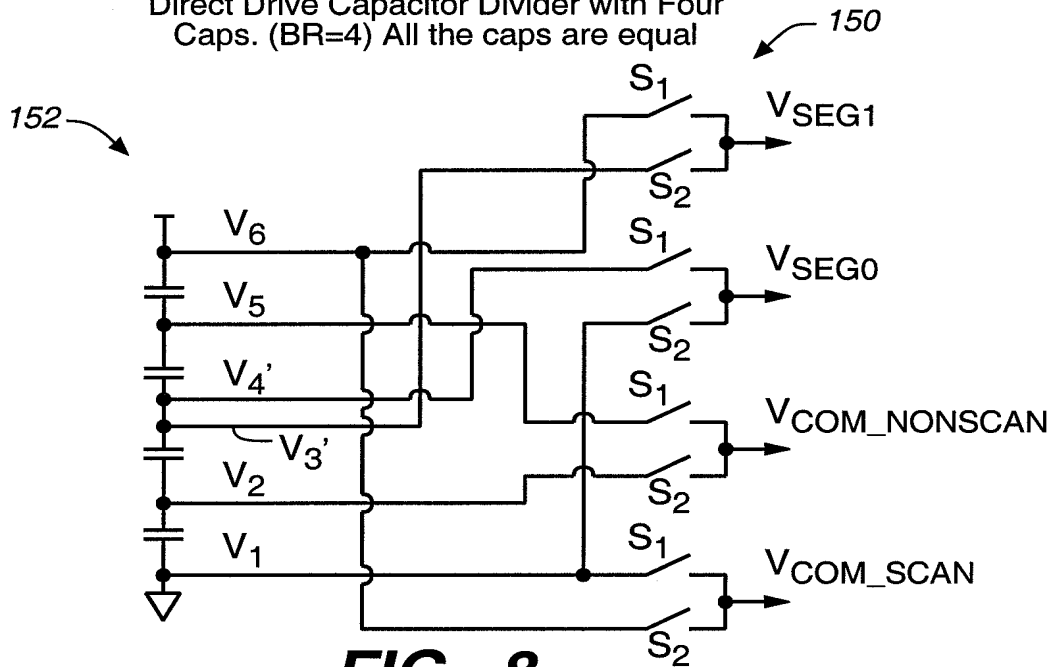 Direct Drive Capacitor Divider with Four
Caps. (BR=4) All the caps are equal
150
152
S1
VSEG1
S2
V6
S1
VSEG0
V5
S2
V4'
S1
VCOM_NONSCAN
V3'
V2
S2
V1
S1
VCOM_SCAN
S2
FIG. 8